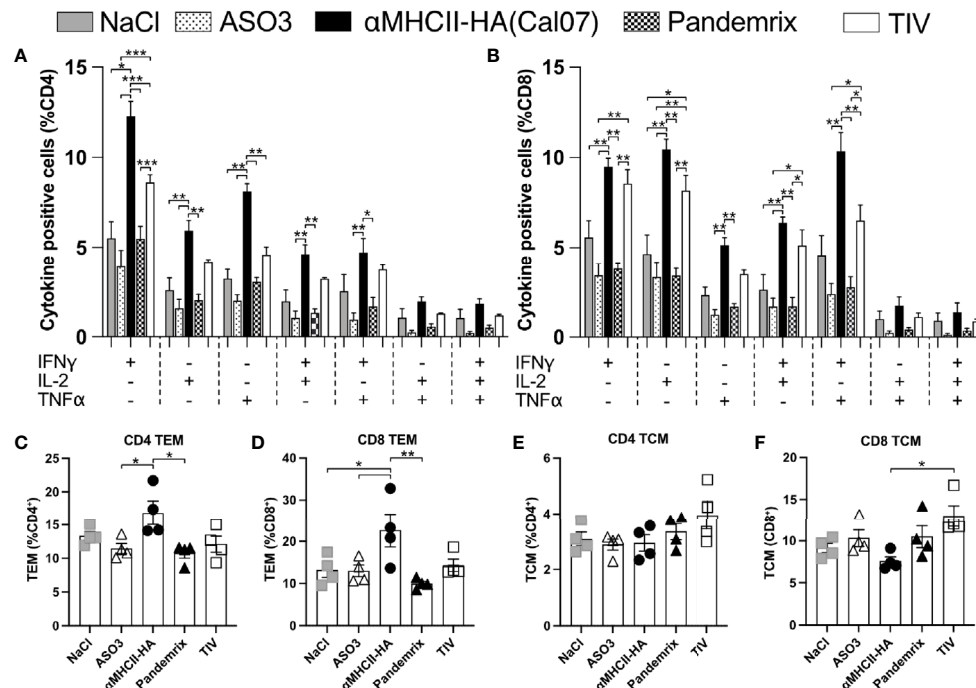 NaCl ASO3 αMHCII-HA(Cal07) Pandemrix TIV
A
Cytokine positive cells (%CD4)
15
10
5
0
* *** *** *** ** ** ** ** ** ** ** *
IFNγ + - - + + - +
IL-2 - + - + - + +
TNFα - - + - + + +
B
Cytokine positive cells (%CD8)
15
10
5
0
** ** ** ** * ** ** ** ** ** ** * ** ** * ** * * ** **
IFNγ + - - + + - +
IL-2 - + - + - + +
TNFα - - + - + + +
C
CD4 TEM
TEM (%CD4⁺)
25
20
15
10
5
0
* *
NaCl
ASO3
αMHCII-HA
Pandemrix
TIV
D
CD8 TEM
TEM (%CD8⁺)
40
30
20
10
0
* **
NaCl
ASO3
αMHCII-HA
Pandemrix
TIV
E
CD4 TCM
TCM (%CD4⁺)
6
4
2
0
NaCl
ASO3
αMHCII-HA
Pandemrix
TIV
F
CD8 TCM
TCM (CD8⁺)
20
15
10
5
0
*
NaCl
ASO3
αMHCII-HA
Pandemrix
TIV